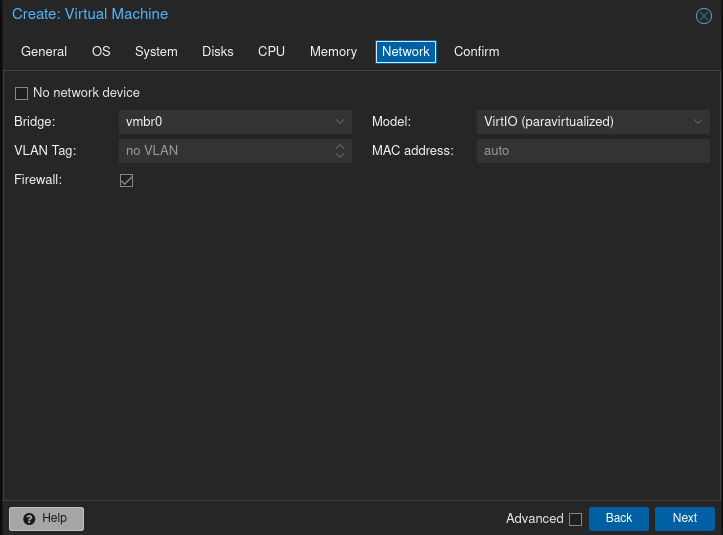 Create: Virtual Machine
General OS System Disks CPU Memory Network Confirm
No network device
Bridge: vmbr0 Model: VirtIO (paravirtualized)
VLAN Tag: no VLAN MAC address: auto
Firewall:
Help Advanced Back Next